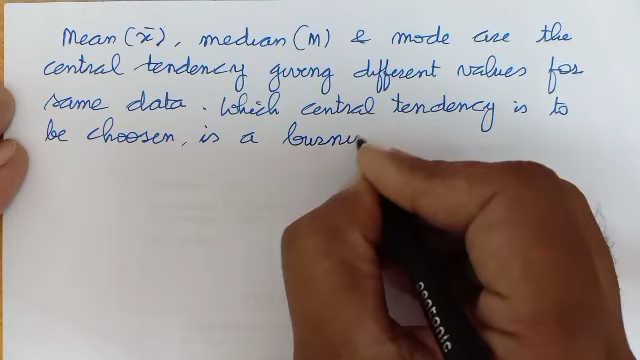 Mean (x̄), median (M) & mode are the
central tendency giving different values for
same data. Which central tendency is to
be choosen, is a burni